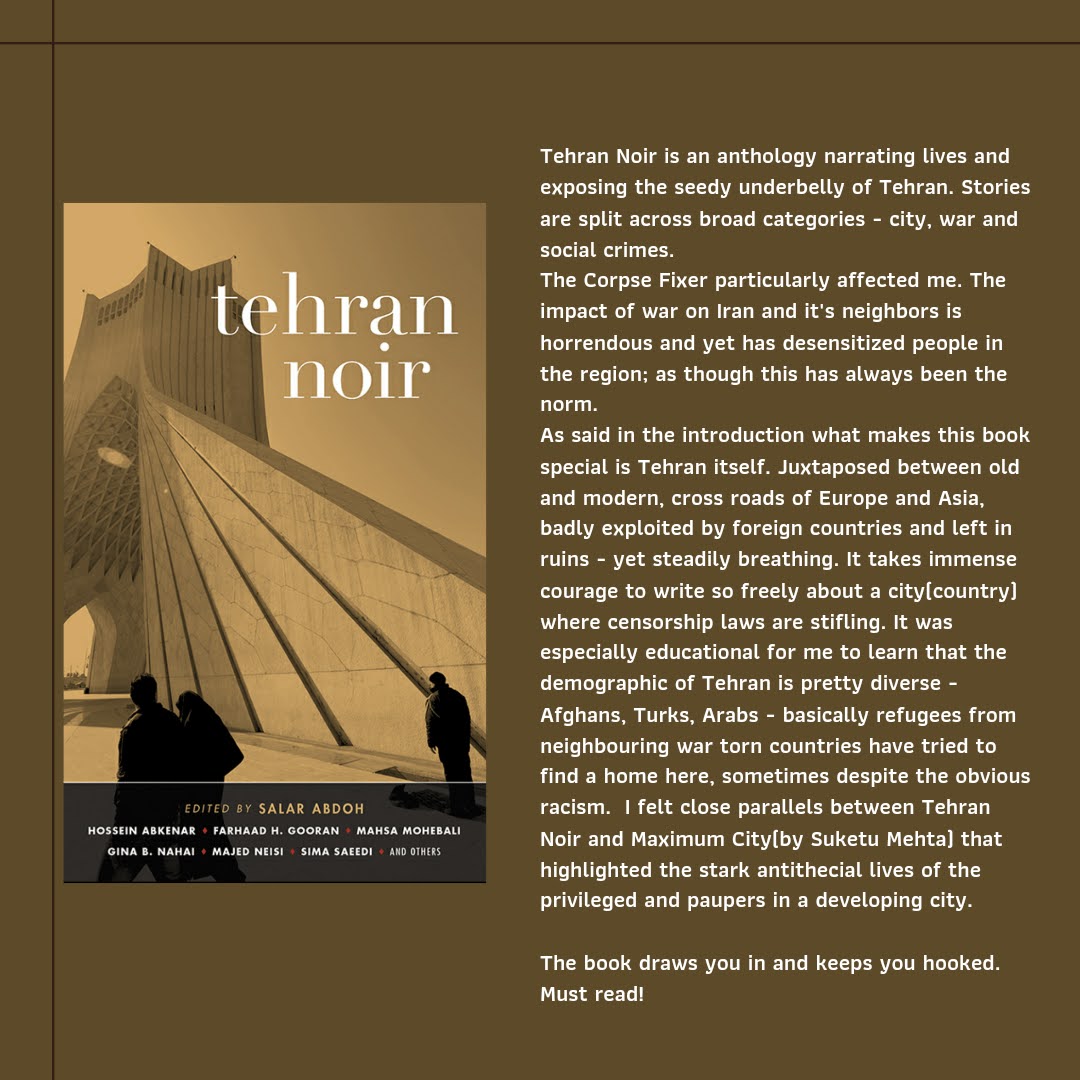 tehran
noir
EDITED BY SALAR ABDOH
HOSSEIN ABKENAR ♦ FARHAAD H. GOORAN ♦ MAHSA MOHEBALI
GINA B. NAHAI ♦ MAJED NEISI ♦ SIMA SAEEDI ♦ AND OTHERS
Tehran Noir is an anthology narrating lives and
exposing the seedy underbelly of Tehran. Stories
are split across broad categories - city, war and
social crimes.
The Corpse Fixer particularly affected me. The
impact of war on Iran and it's neighbors is
horrendous and yet has desensitized people in
the region; as though this has always been the
norm.
As said in the introduction what makes this book
special is Tehran itself. Juxtaposed between old
and modern, cross roads of Europe and Asia,
badly exploited by foreign countries and left in
ruins - yet steadily breathing. It takes immense
courage to write so freely about a city(country)
where censorship laws are stifling. It was
especially educational for me to learn that the
demographic of Tehran is pretty diverse -
Afghans, Turks, Arabs - basically refugees from
neighbouring war torn countries have tried to
find a home here, sometimes despite the obvious
racism.  I felt close parallels between Tehran
Noir and Maximum City(by Suketu Mehta) that
highlighted the stark antithecial lives of the
privileged and paupers in a developing city.
The book draws you in and keeps you hooked.
Must read!